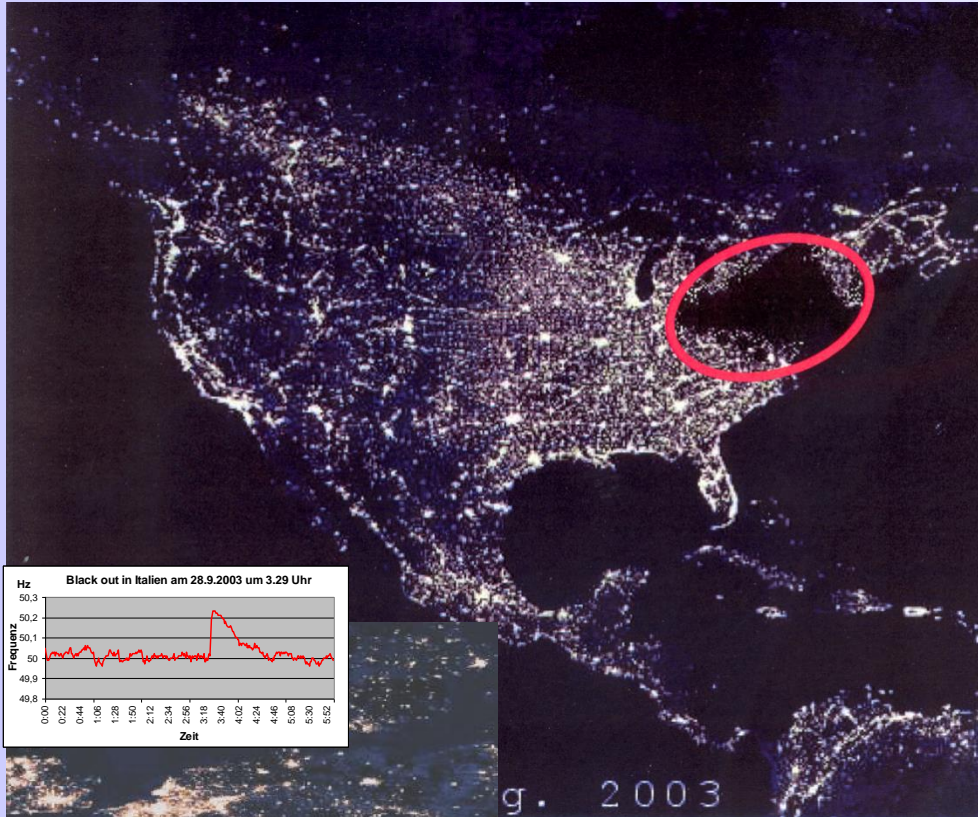 Black out in Italien am 28.9.2003 um 3.29 Uhr
Hz
50,3
50,2
50,1
50
49,9
49,8
Frequenz
0:00 0:22 0:44 1:06 1:28 1:50 2:12 2:34 2:56 3:18 3:40 4:02 4:24 4:46 5:08 5:30 5:52
Zeit
g. 2003